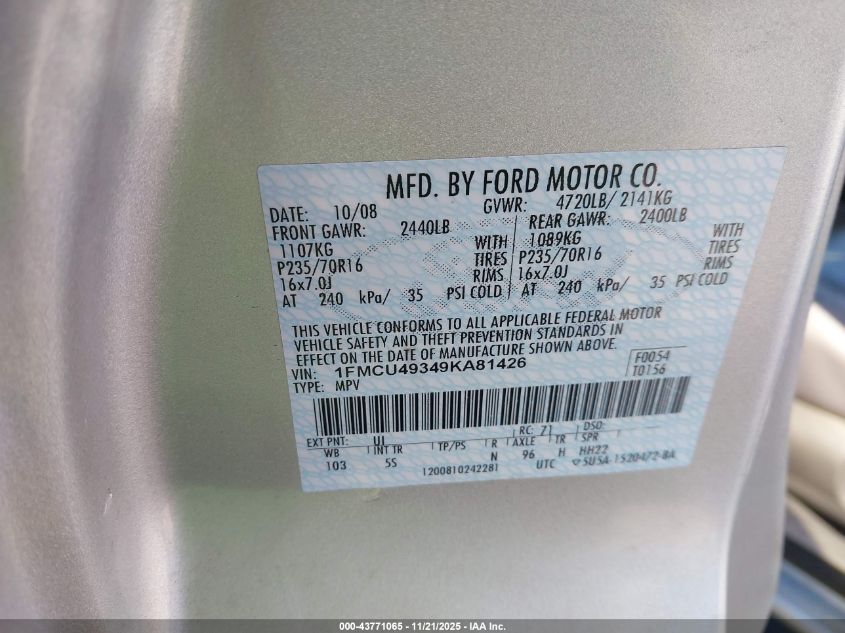 MFD. BY FORD MOTOR CO.
DATE: 10/08 GVWR: 4720LB/ 2141KG
FRONT GAWR: 2440LB REAR GAWR: 2400LB
1107KG WITH 1089KG WITH
P235/70R16 TIRES P235/70R16 TIRES
16x7.0J RIMS 16x7.0J RIMS
AT 240 kPa/ 35 PSI COLD AT 240 kPa/ 35 PSI COLD
THIS VEHICLE CONFORMS TO ALL APPLICABLE FEDERAL MOTOR
VEHICLE SAFETY AND THEFT PREVENTION STANDARDS IN
EFFECT ON THE DATE OF MANUFACTURE SHOWN ABOVE.
VIN: 1FMCU49349KA81426 F0054
TYPE: MPV T0156
EXT PNT: UI RC: 71 DSO:
WB INT TR TP/PS R AXLE TR SPR
103 5S N 96 H HH22
1200810242281 UTC 5U5A-1520472-BA
000-43771065 - 11/21/2025 - IAA Inc.